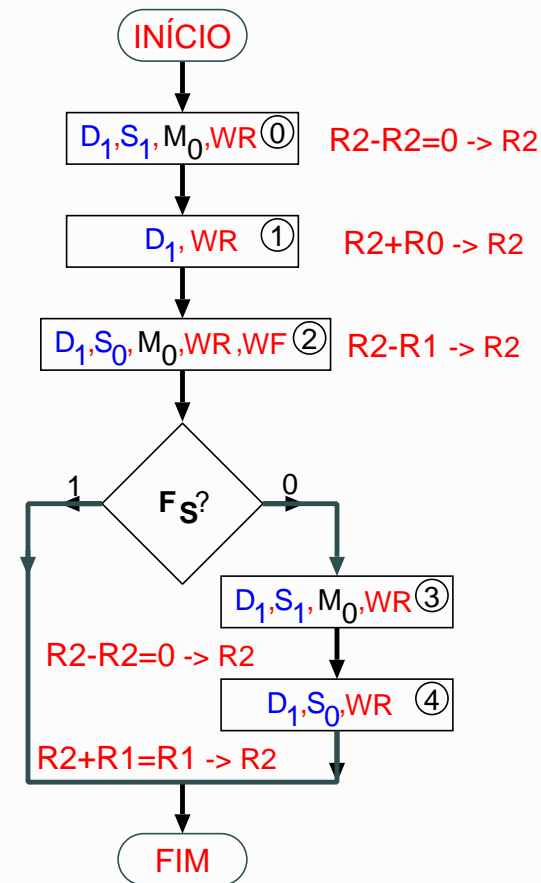 INÍCIO
D1,S1,M0,WR 0 R2-R2=0 -> R2
D1,WR 1 R2+R0 -> R2
D1,S0,M0,WR,WF 2 R2-R1 -> R2
FS?
1
0
D1,S1,M0,WR 3
R2-R2=0 -> R2
D1,S0,WR 4
R2+R1=R1 -> R2
FIM